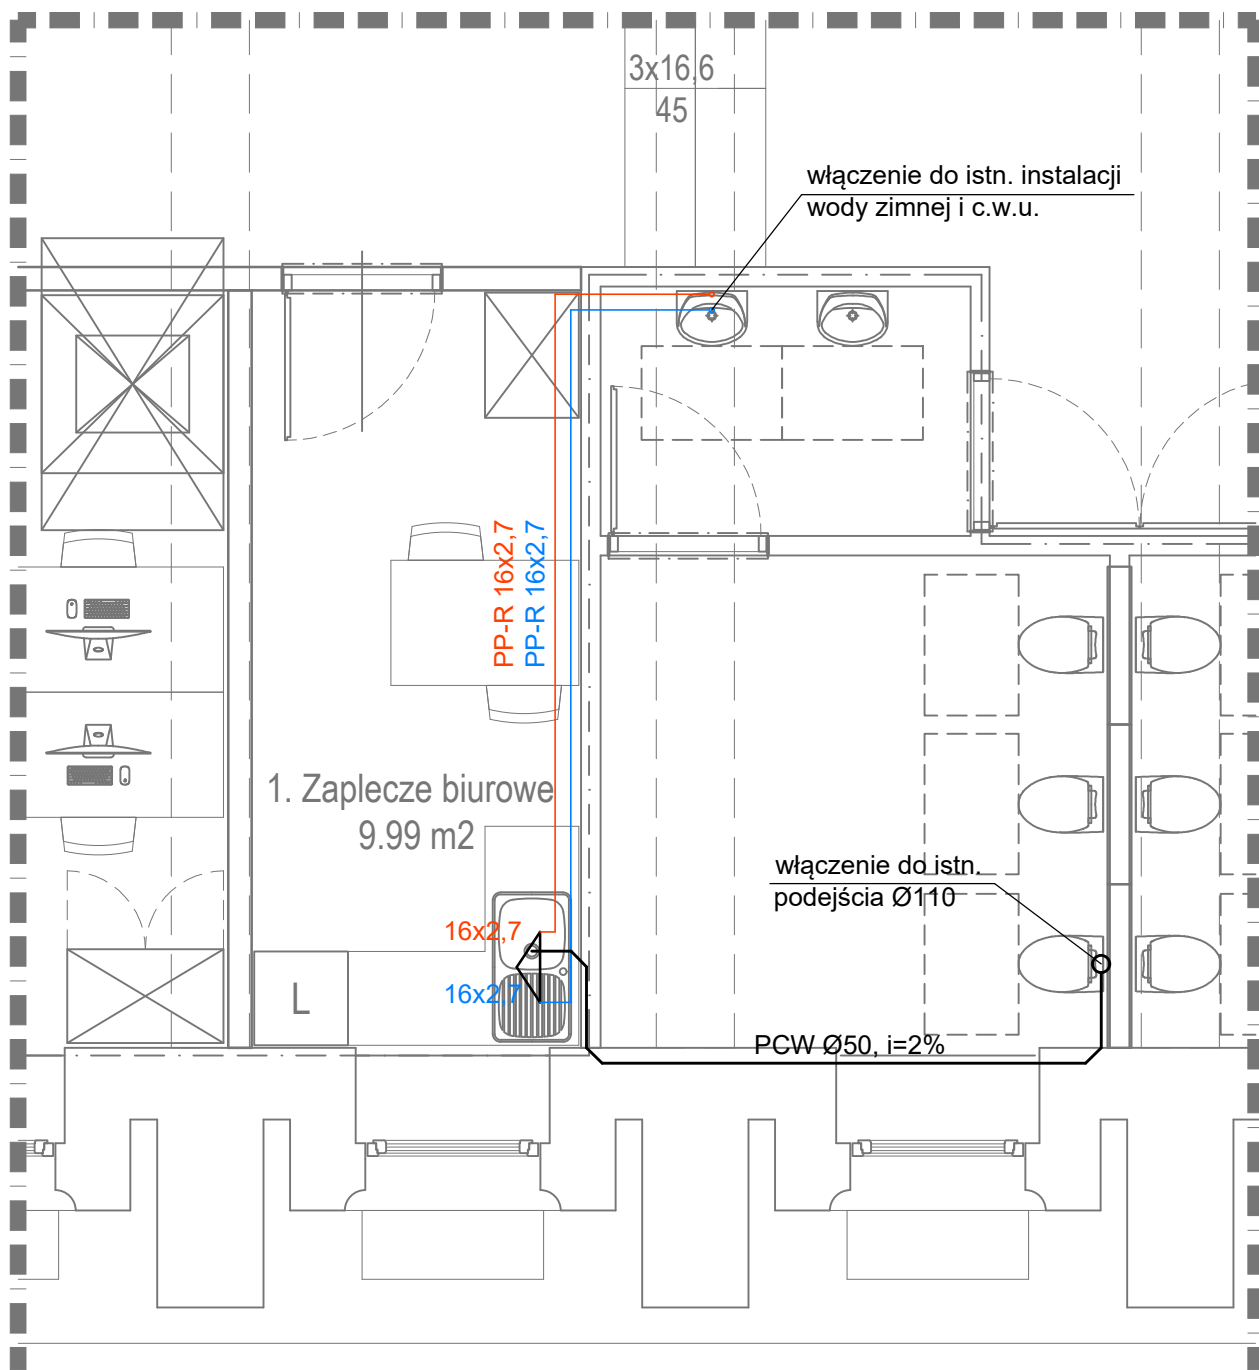 3x16,6
45
włączenie do istn. instalacji
wody zimnej i c.w.u.
PP-R 16x2,7
PP-R 16x2,7
1. Zaplecze biurowe
9.99 m2
włączenie do istn.
podejścia Ø110
16x2,7
16x2,7
L
PCW Ø50, i=2%